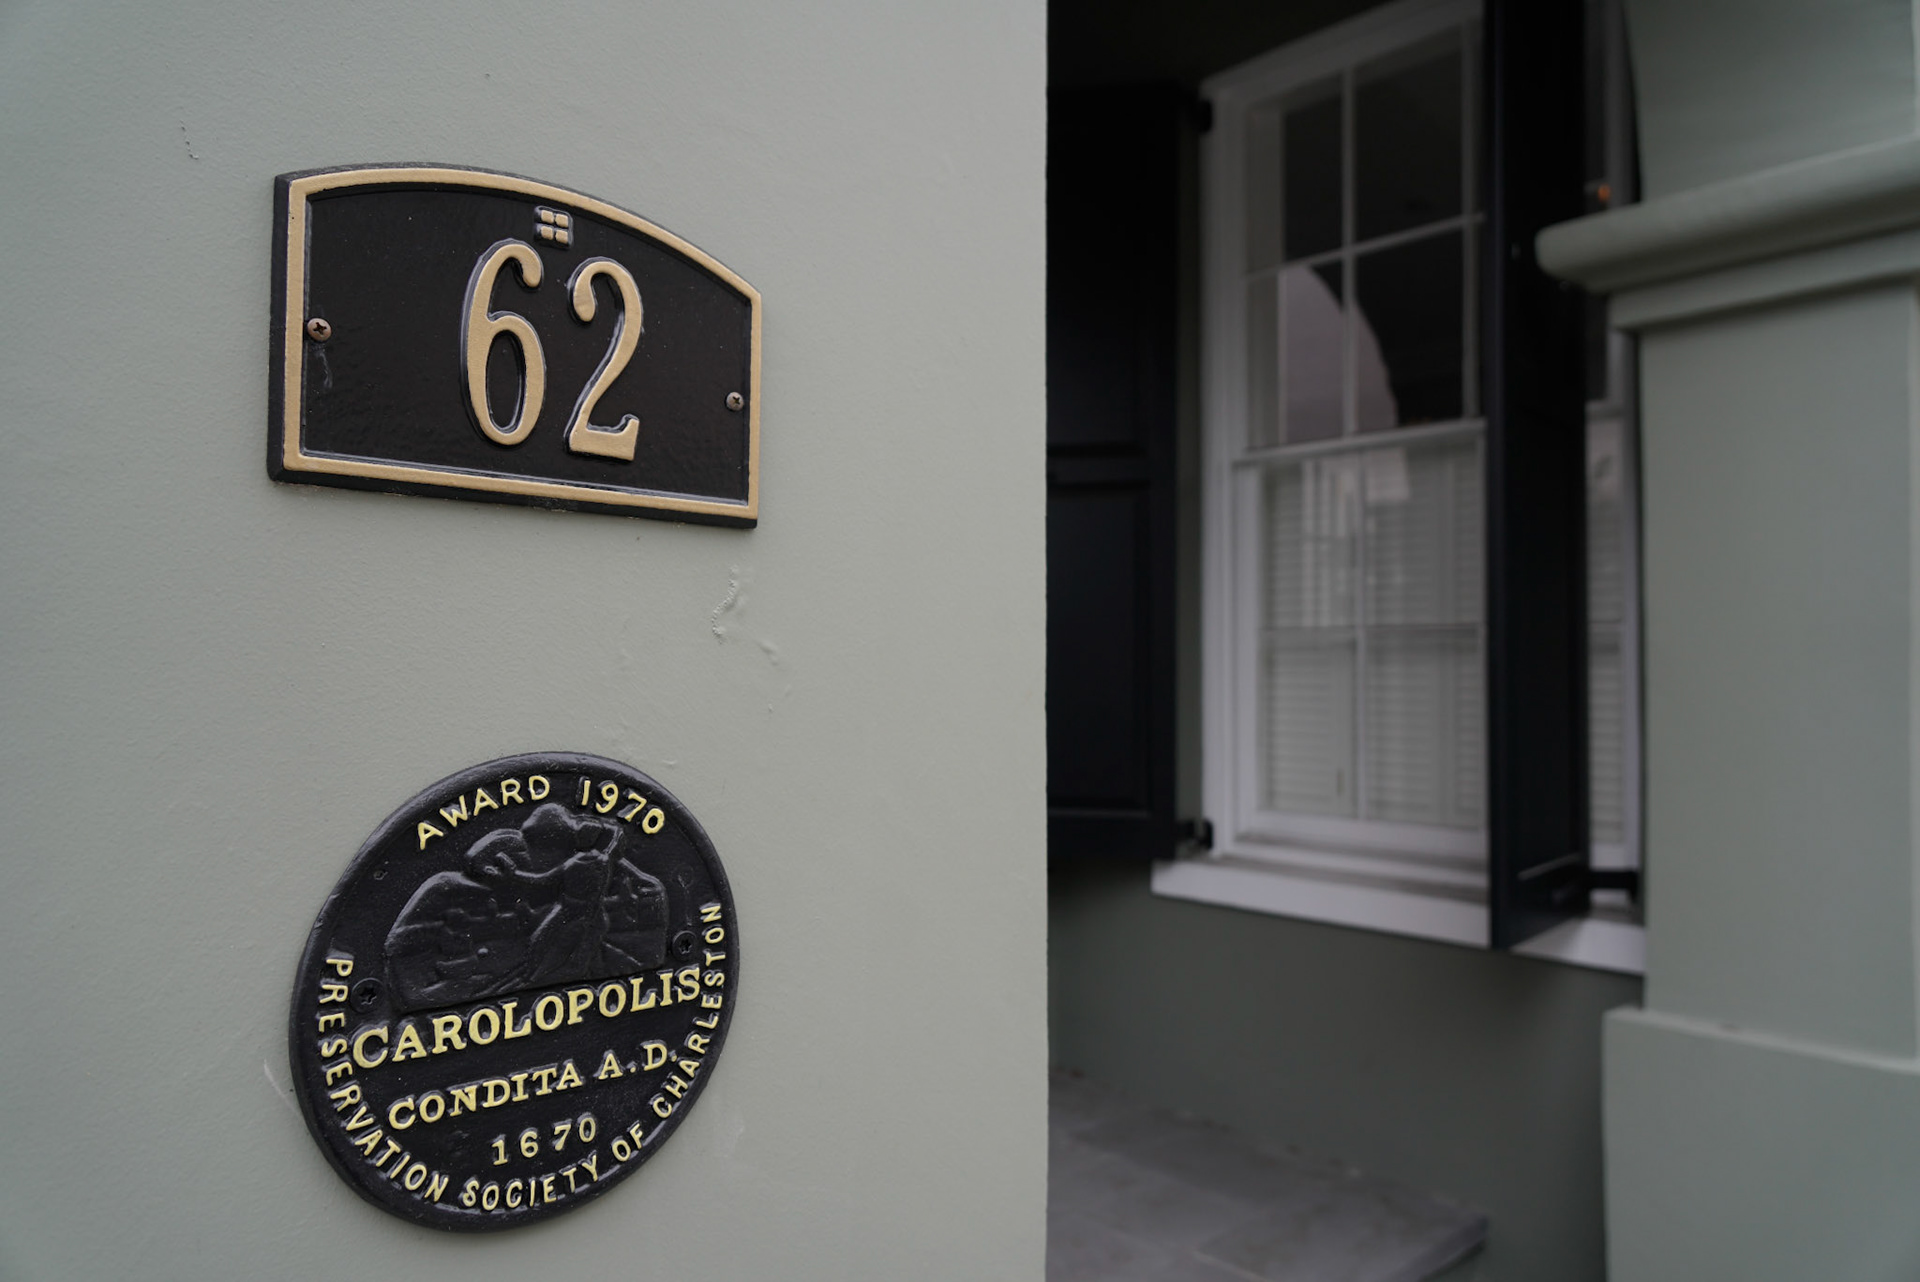 62
AWARD 1970
CAROLOPOLIS
CONDITA A.D.
1670
PRESERVATION SOCIETY OF CHARLESTON